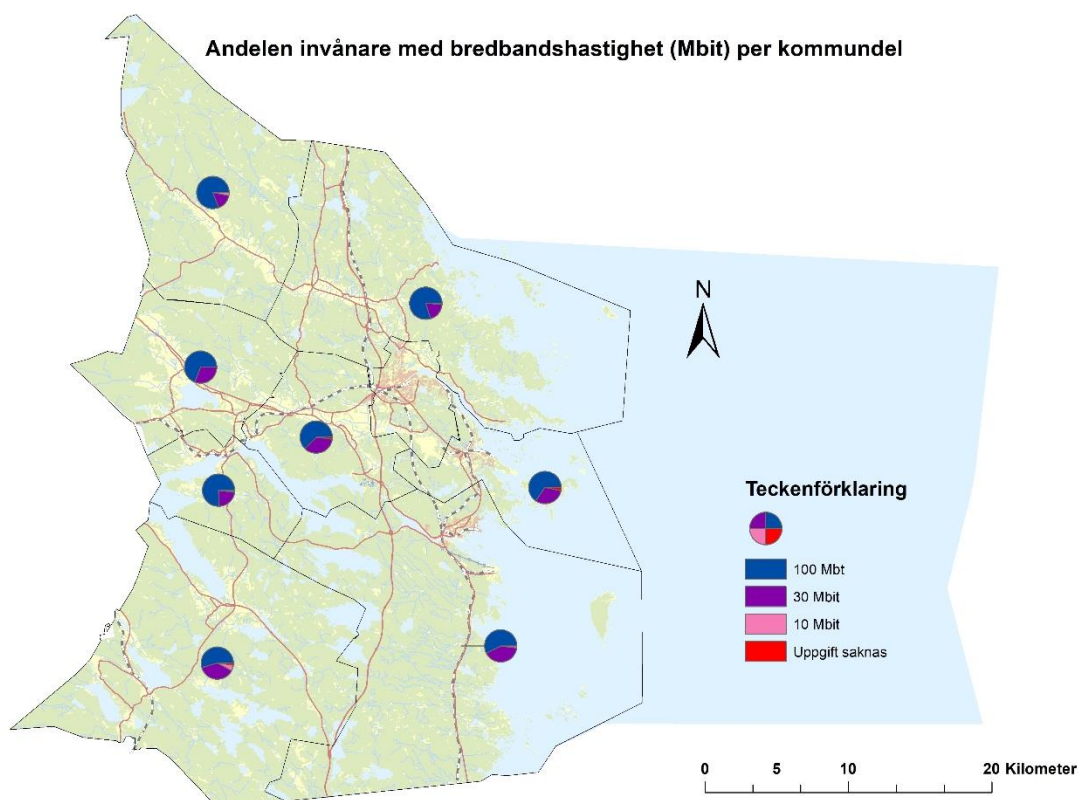 Andelen invånare med bredbandshastighet (Mbit) per kommundel
N
Teckenförklaring
100 Mbt
30 Mbit
10 Mbit
Uppgift saknas
0 5 10 20 Kilometer